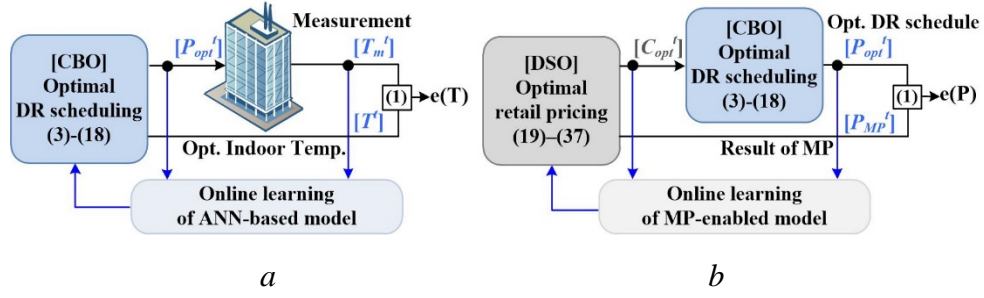 Measurement
[CBO]
Optimal
DR scheduling
(3)-(18)
[P_opt^t]
[T_m^t]
(1)
e(T)
[T^t]
Opt. Indoor Temp.
Online learning
of ANN-based model
a
Opt. DR schedule
[DSO]
Optimal
retail pricing
(19)–(37)
[C_opt^t]
[CBO]
Optimal
DR scheduling
(3)-(18)
[P_opt^t]
(1)
e(P)
[P_MP^t]
Result of MP
Online learning
of MP-enabled model
b